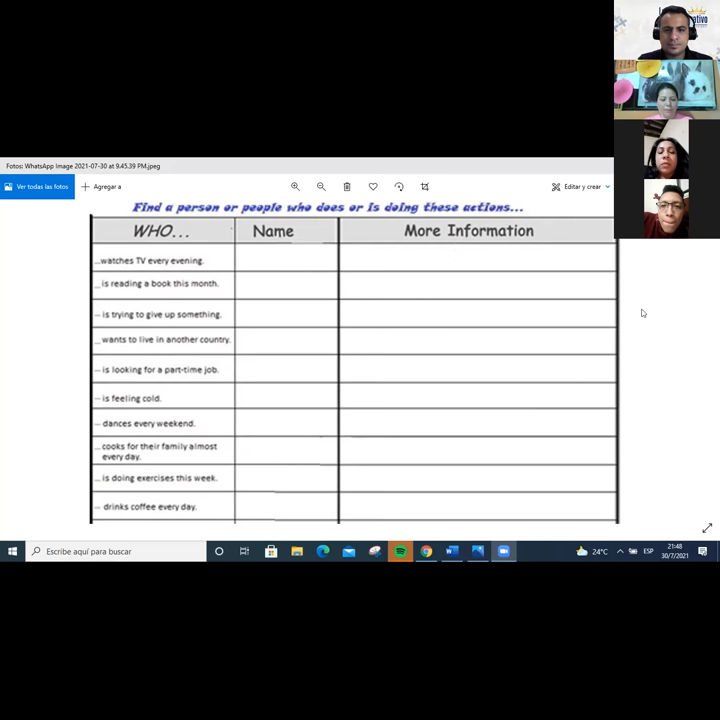 ativo
Fotos: WhatsApp Image 2021-07-30 at 9.45.39 PM.jpeg
Ver todas las fotos
Agregar a
Editar y crear
Find a person or people who does or is doing these actions...
WHO...
Name
More Information
...watches TV every evening.
... is reading a book this month.
... is trying to give up something.
... wants to live in another country.
... is looking for a part-time job.
... is feeling cold.
... dances every weekend.
... cooks for their family almost
every day.
... is doing exercises this week.
... drinks coffee every day.
Escribe aquí para buscar
24°C
ESP
21:48
30/7/2021